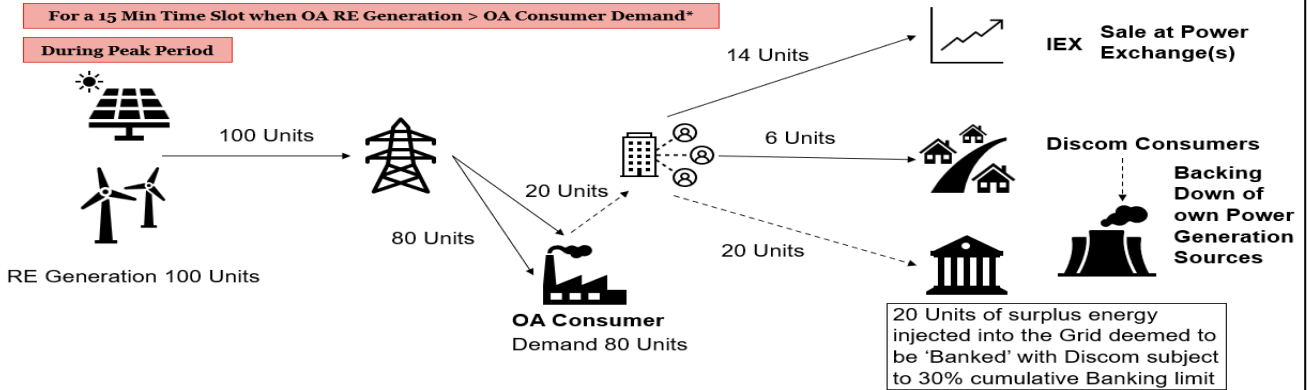 For a 15 Min Time Slot when OA RE Generation > OA Consumer Demand*
During Peak Period
100 Units
RE Generation 100 Units
20 Units
80 Units
OA Consumer
Demand 80 Units
14 Units
6 Units
20 Units
IEX
Sale at Power
Exchange(s)
Discom Consumers
Backing
Down of
own Power
Generation
Sources
20 Units of surplus energy
injected into the Grid deemed to
be ‘Banked’ with Discom subject
to 30% cumulative Banking limit